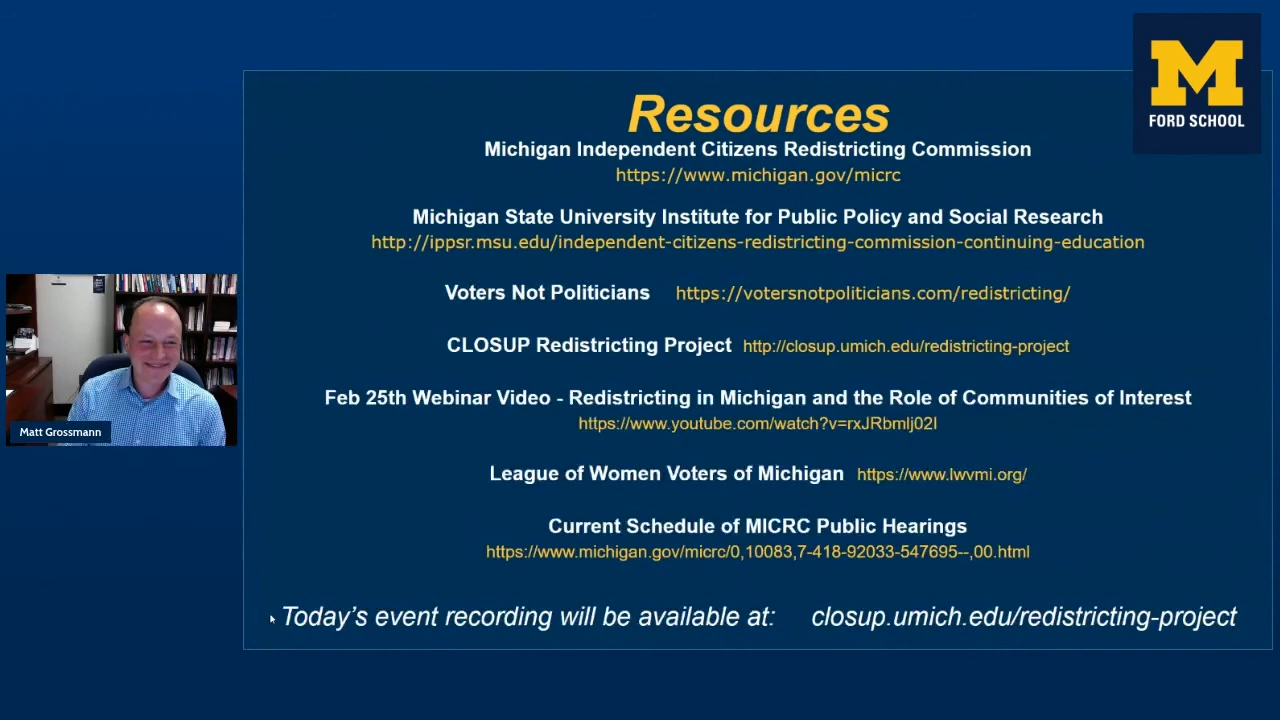 M
FORD SCHOOL
Resources
Michigan Independent Citizens Redistricting Commission
https://www.michigan.gov/micrc
Michigan State University Institute for Public Policy and Social Research
http://ippsr.msu.edu/independent-citizens-redistricting-commission-continuing-education
Voters Not Politicians https://votersnotpoliticians.com/redistricting/
CLOSUP Redistricting Project http://closup.umich.edu/redistricting-project
Feb 25th Webinar Video - Redistricting in Michigan and the Role of Communities of Interest
https://www.youtube.com/watch?v=rxJRbmlj02I
League of Women Voters of Michigan https://www.lwvmi.org/
Current Schedule of MICRC Public Hearings
https://www.michigan.gov/micrc/0,10083,7-418-92033-547695--,00.html
Today’s event recording will be available at: closup.umich.edu/redistricting-project
Matt Grossmann